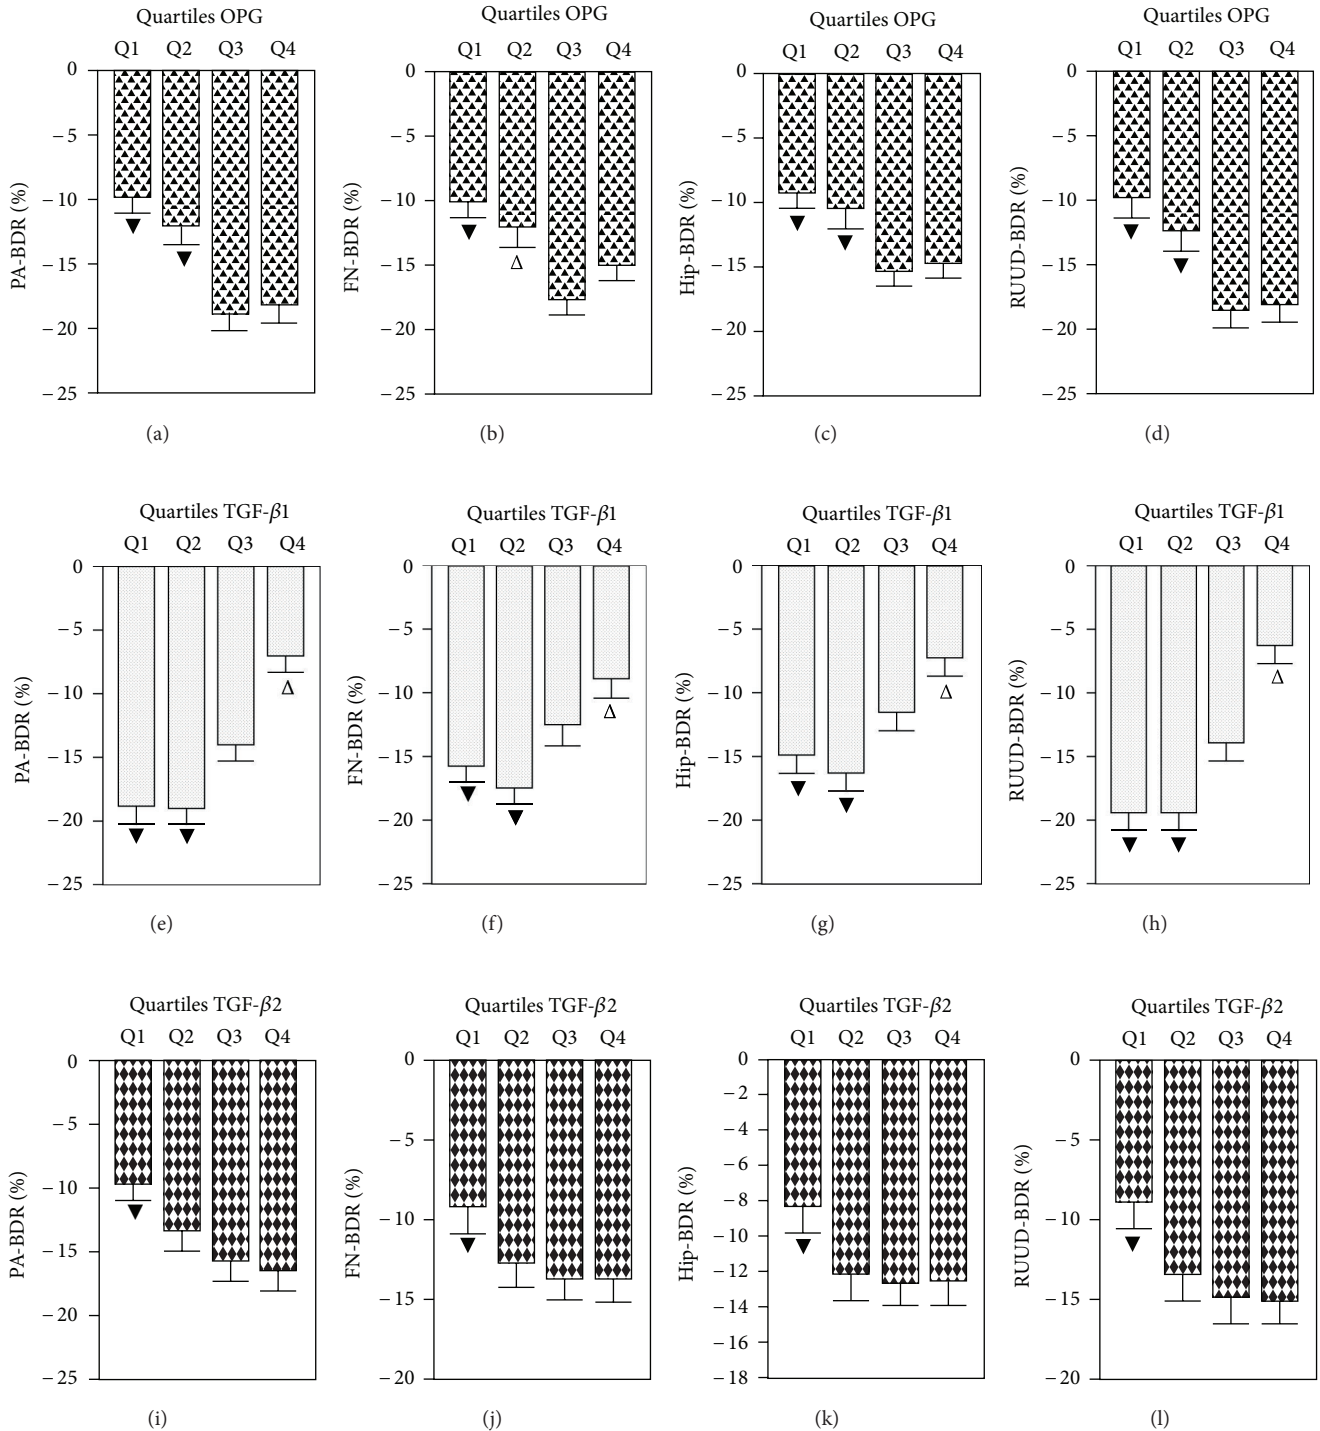 Quartiles OPG
Q1 Q2 Q3 Q4
0
−5
−10
−15
−20
−25
PA-BDR (%)
(a)
Quartiles OPG
Q1 Q2 Q3 Q4
0
−5
−10
−15
−20
−25
FN-BDR (%)
(b)
Quartiles OPG
Q1 Q2 Q3 Q4
0
−5
−10
−15
−20
−25
Hip-BDR (%)
(c)
Quartiles OPG
Q1 Q2 Q3 Q4
0
−5
−10
−15
−20
−25
RUUD-BDR (%)
(d)
Quartiles TGF-β1
Q1 Q2 Q3 Q4
0
−5
−10
−15
−20
−25
PA-BDR (%)
(e)
Quartiles TGF-β1
Q1 Q2 Q3 Q4
0
−5
−10
−15
−20
−25
FN-BDR (%)
(f)
Quartiles TGF-β1
Q1 Q2 Q3 Q4
0
−5
−10
−15
−20
−25
Hip-BDR (%)
(g)
Quartiles TGF-β1
Q1 Q2 Q3 Q4
0
−5
−10
−15
−20
−25
RUUD-BDR (%)
(h)
Quartiles TGF-β2
Q1 Q2 Q3 Q4
0
−5
−10
−15
−20
−25
PA-BDR (%)
(i)
Quartiles TGF-β2
Q1 Q2 Q3 Q4
0
−5
−10
−15
−20
FN-BDR (%)
(j)
Quartiles TGF-β2
Q1 Q2 Q3 Q4
0
−2
−4
−6
−8
−10
−12
−14
−16
−18
Hip-BDR (%)
(k)
Quartiles TGF-β2
Q1 Q2 Q3 Q4
0
−5
−10
−15
−20
RUUD-BDR (%)
(l)